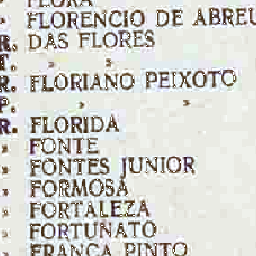 FLORA
» FLORENCIO DE ABREU
R. DAS FLORES
T. » »
R. FLORIANO PEIXOTO
P. » »
R. FLORIDA
» FONTE
» FONTES JUNIOR
» FORMOSA
» FORTALEZA
» FORTUNATO
» FRANCA PINTO